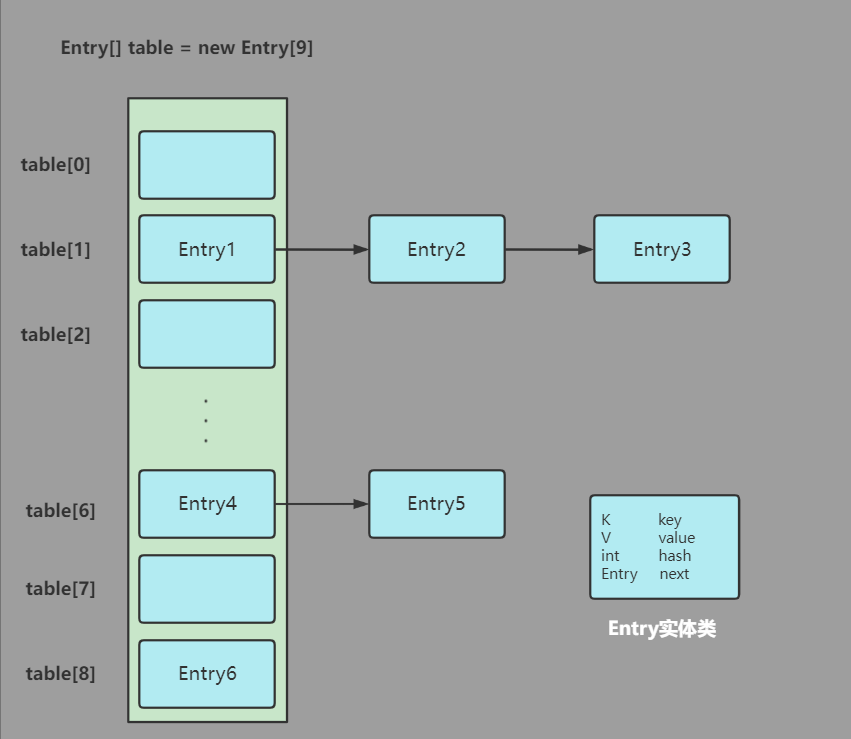 Entry[] table = new Entry[9]
table[0]
table[1] Entry1 Entry2 Entry3
table[2]
.
.
.
table[6] Entry4 Entry5
K key
V value
int hash
Entry next
table[7]
Entry实体类
table[8] Entry6